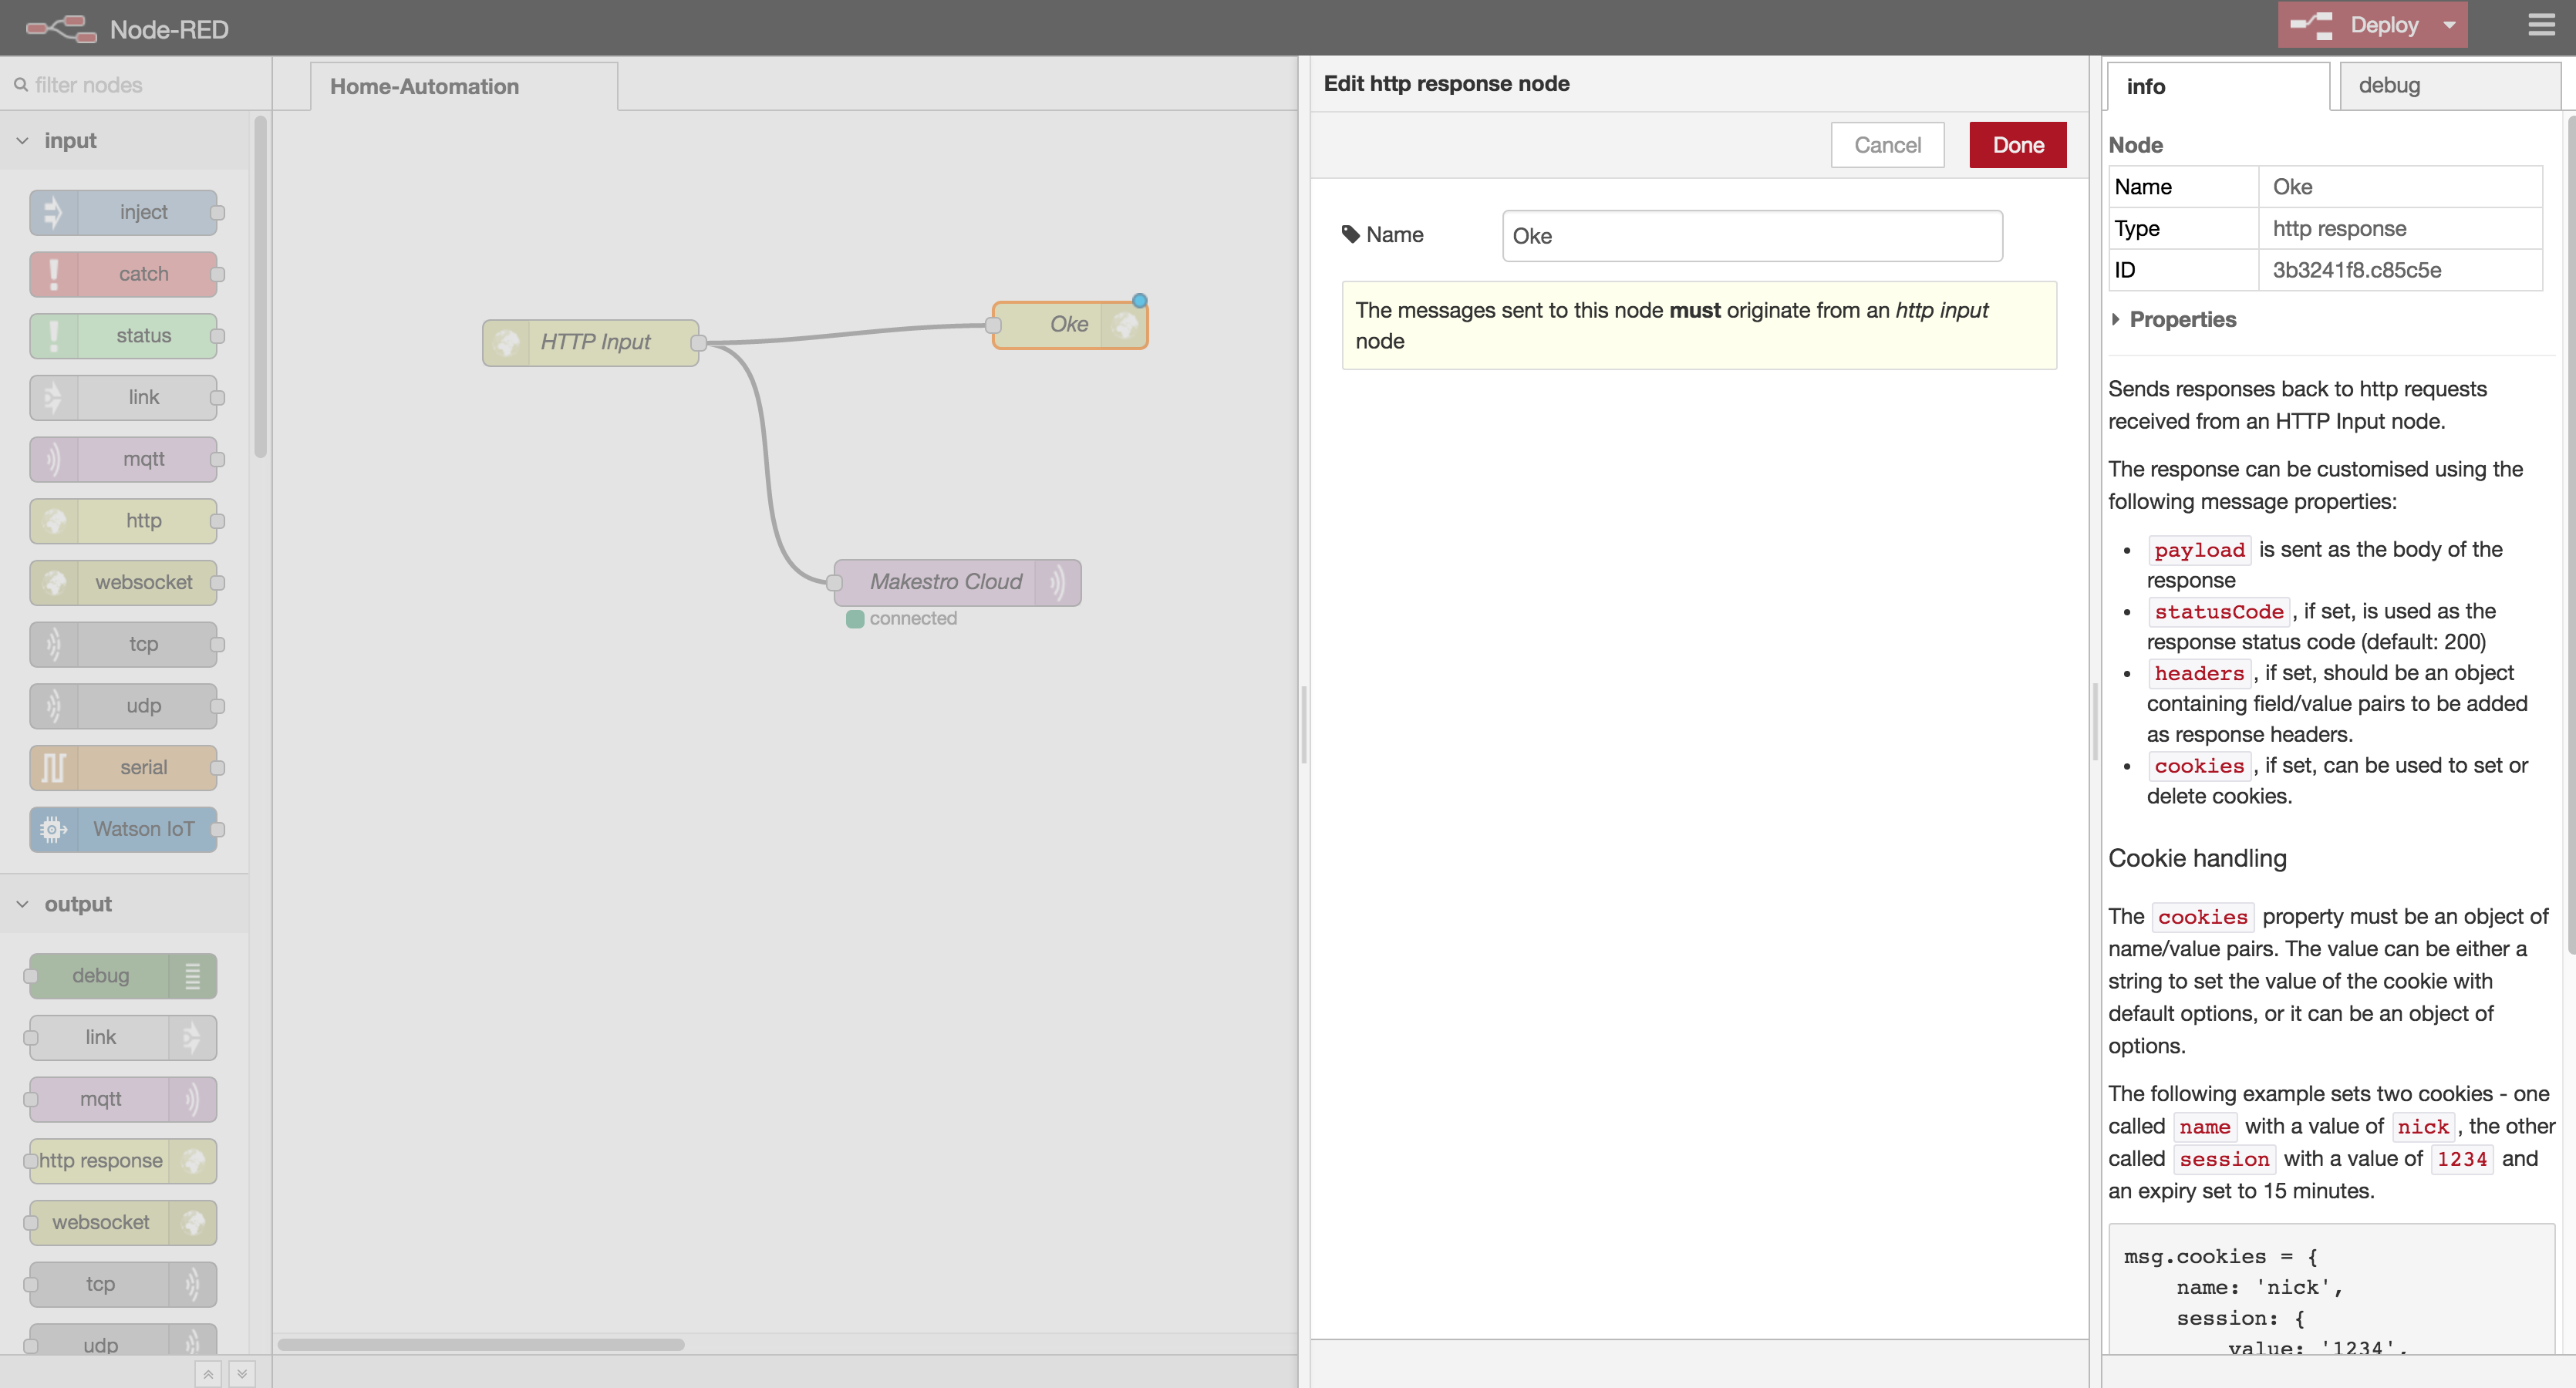 Node-RED
Deploy
filter nodes
input
inject
catch
status
link
mqtt
http
websocket
tcp
udp
serial
Watson IoT
output
debug
link
mqtt
http response
websocket
tcp
udp
Home-Automation
HTTP Input
Oke
Makestro Cloud
connected
Edit http response node
Cancel
Done
Name
Oke
The messages sent to this node must originate from an http input
node
info
debug
Node
Name Oke
Type http response
ID 3b3241f8.c85c5e
Properties
Sends responses back to http requests
received from an HTTP Input node.
The response can be customised using the
following message properties:
• payload is sent as the body of the
response
• statusCode, if set, is used as the
response status code (default: 200)
• headers, if set, should be an object
containing field/value pairs to be added
as response headers.
• cookies, if set, can be used to set or
delete cookies.
Cookie handling
The cookies property must be an object of
name/value pairs. The value can be either a
string to set the value of the cookie with
default options, or it can be an object of
options.
The following example sets two cookies - one
called name with a value of nick, the other
called session with a value of 1234 and
an expiry set to 15 minutes.
msg.cookies = {
name: 'nick',
session: {
value: '1234',